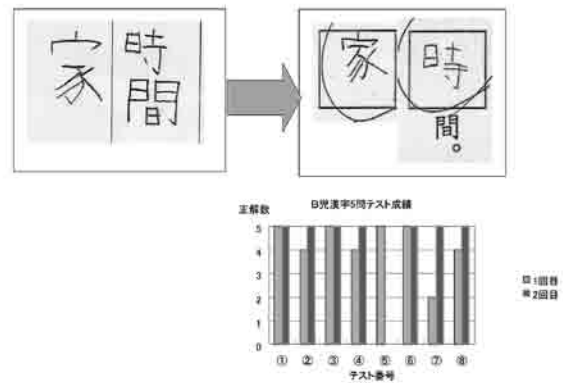 家
時間
家
時
間。
正解数
B児漢字5問テスト成績
5
4
3
2
1
0
① ② ③ ④ ⑤ ⑥ ⑦ ⑧
テスト番号
1回目
2回目